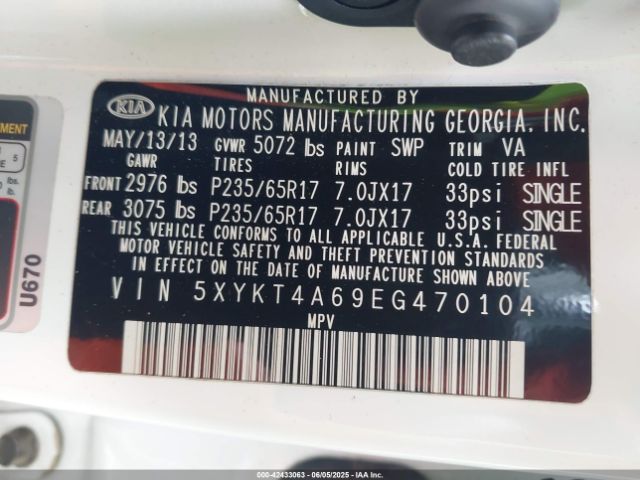 MANUFACTURED BY
KIA KIA MOTORS MANUFACTURING GEORGIA, INC.
MAY/13/13 GVWR 5072 lbs PAINT SWP TRIM VA
GAWR TIRES RIMS COLD TIRE INFL
FRONT 2976 lbs P235/65R17 7.0JX17 33psi SINGLE
REAR 3075 lbs P235/65R17 7.0JX17 33psi SINGLE
THIS VEHICLE CONFORMS TO ALL APPLICABLE U.S.A. FEDERAL
MOTOR VEHICLE SAFETY AND THEFT PREVENTION STANDARDS
IN EFFECT ON THE DATE OF MANUFACTURE SHOWN ABOVE
VIN 5XYKT4A69EG470104
MPV
5
U670
00-42433063 - 06/05/2025 - IAA Inc.